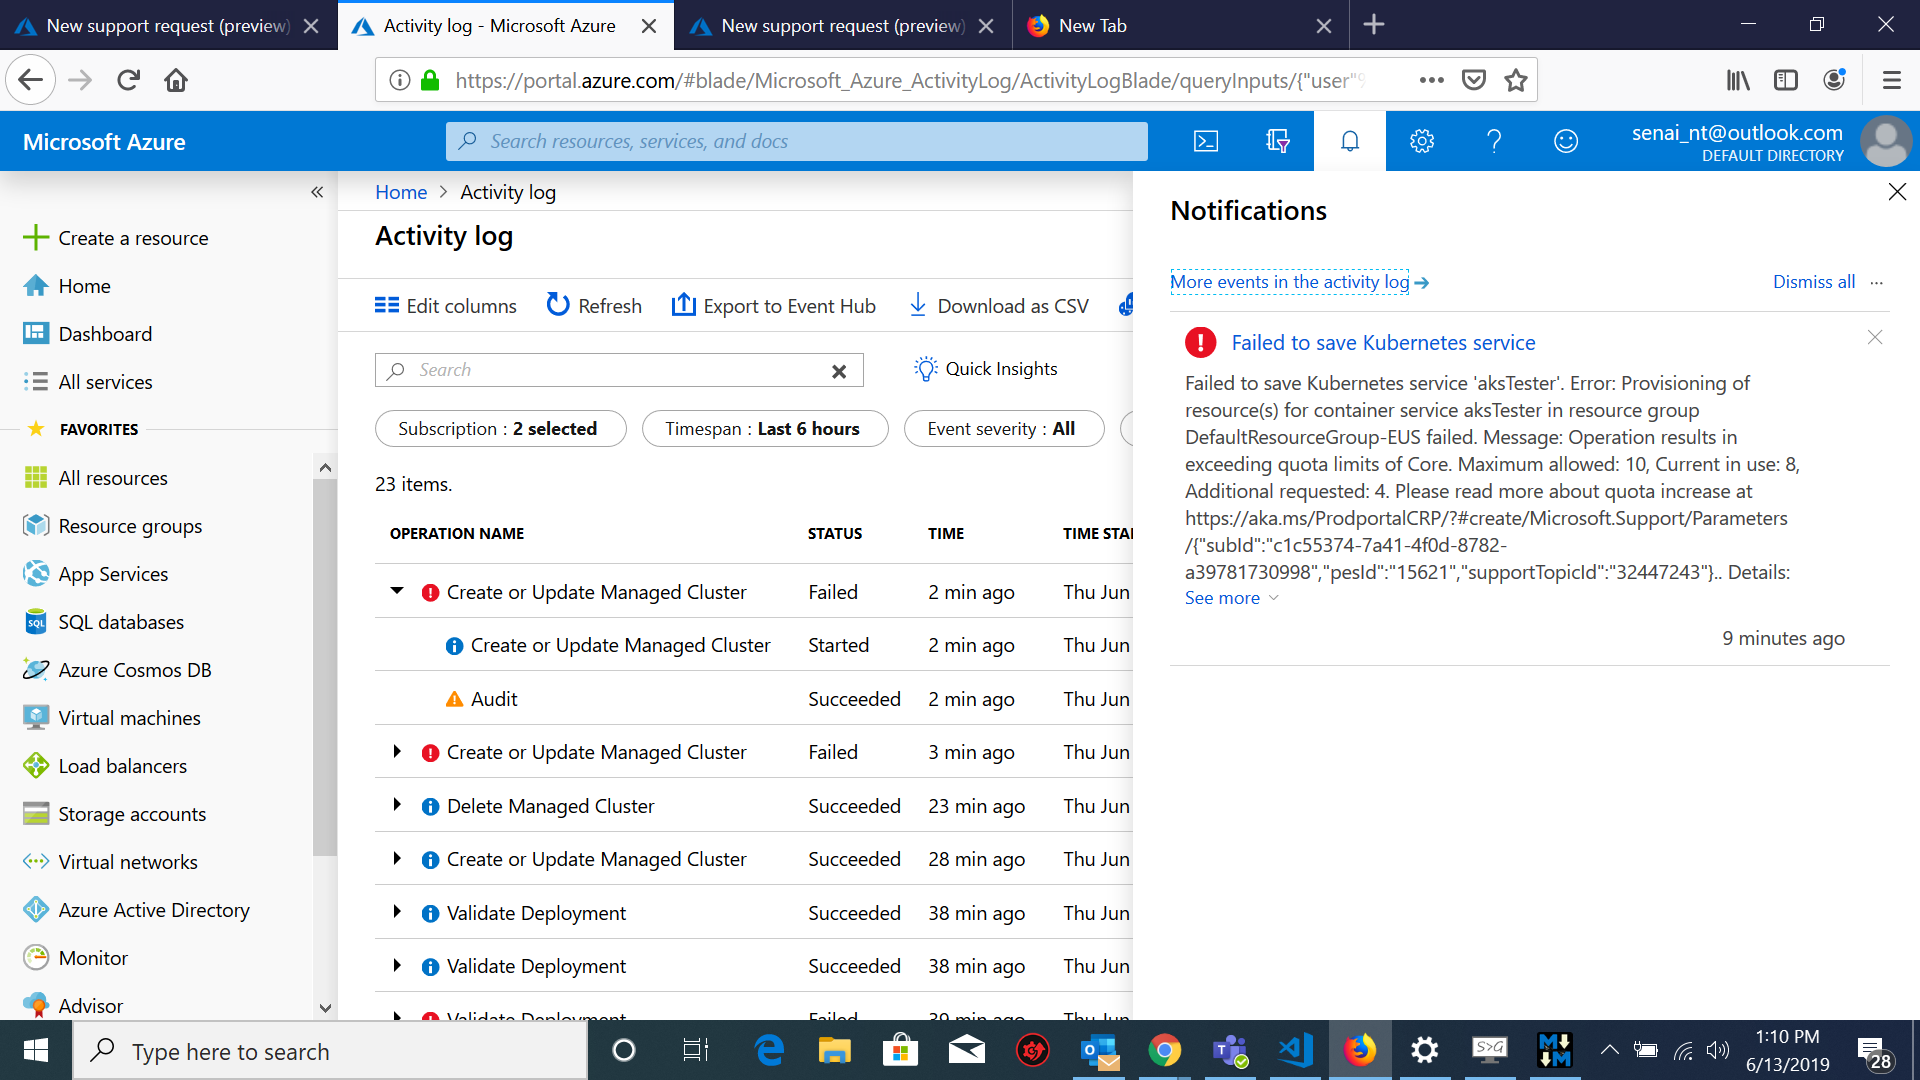 New support request (preview)
Activity log - Microsoft Azure
New support request (preview)
New Tab
https://portal.azure.com/#blade/Microsoft_Azure_ActivityLog/ActivityLogBlade/queryInputs/{"user"
Microsoft Azure
Search resources, services, and docs
senai_nt@outlook.com
DEFAULT DIRECTORY
Create a resource
Home
Dashboard
All services
FAVORITES
All resources
Resource groups
App Services
SQL databases
Azure Cosmos DB
Virtual machines
Load balancers
Storage accounts
Virtual networks
Azure Active Directory
Monitor
Advisor
Home > Activity log
Activity log
Edit columns
Refresh
Export to Event Hub
Download as CSV
Search
Quick Insights
Subscription : 2 selected
Timespan : Last 6 hours
Event severity : All
23 items.
OPERATION NAME STATUS TIME TIME STA
Create or Update Managed Cluster Failed 2 min ago Thu Jun
Create or Update Managed Cluster Started 2 min ago Thu Jun
Audit Succeeded 2 min ago Thu Jun
Create or Update Managed Cluster Failed 3 min ago Thu Jun
Delete Managed Cluster Succeeded 23 min ago Thu Jun
Create or Update Managed Cluster Succeeded 28 min ago Thu Jun
Validate Deployment Succeeded 38 min ago Thu Jun
Validate Deployment Succeeded 38 min ago Thu Jun
Validate Deployment Failed 39 min ago Thu Jun
Notifications
More events in the activity log
Dismiss all
Failed to save Kubernetes service
Failed to save Kubernetes service 'aksTester'. Error: Provisioning of
resource(s) for container service aksTester in resource group
DefaultResourceGroup-EUS failed. Message: Operation results in
exceeding quota limits of Core. Maximum allowed: 10, Current in use: 8,
Additional requested: 4. Please read more about quota increase at
https://aka.ms/ProdportalCRP/?#create/Microsoft.Support/Parameters
/{"subId":"c1c55374-7a41-4f0d-8782-
a39781730998","pesId":"15621","supportTopicId":"32447243"}.. Details:
See more
9 minutes ago
Type here to search
1:10 PM
6/13/2019
28